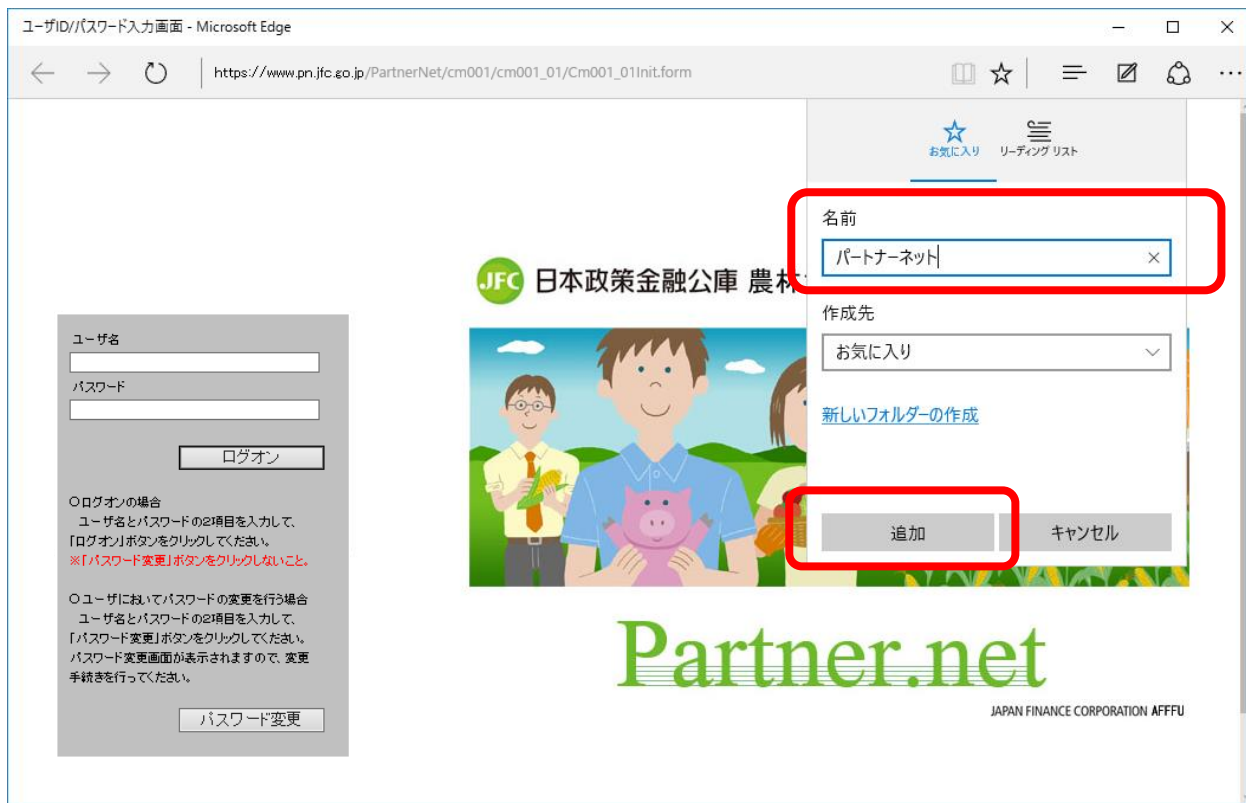 ユーザID/パスワード入力画面 - Microsoft Edge
https://www.pn.jfc.go.jp/PartnerNet/cm001/cm001_01/Cm001_01Init.form
お気に入り
リーディング リスト
名前
パートナーネット
作成先
お気に入り
新しいフォルダーの作成
追加
キャンセル
JFC 日本政策金融公庫 農林
ユーザ名
パスワード
ログオン
○ログオンの場合
ユーザ名とパスワードの2項目を入力して、
「ログオン」ボタンをクリックしてください。
※「パスワード変更」ボタンをクリックしないこと。
○ユーザにおいてパスワードの変更を行う場合
ユーザ名とパスワードの2項目を入力して、
「パスワード変更」ボタンをクリックしてください。
パスワード変更画面が表示されますので、変更
手続きを行ってください。
パスワード変更
Partner.net
JAPAN FINANCE CORPORATION AFFFU